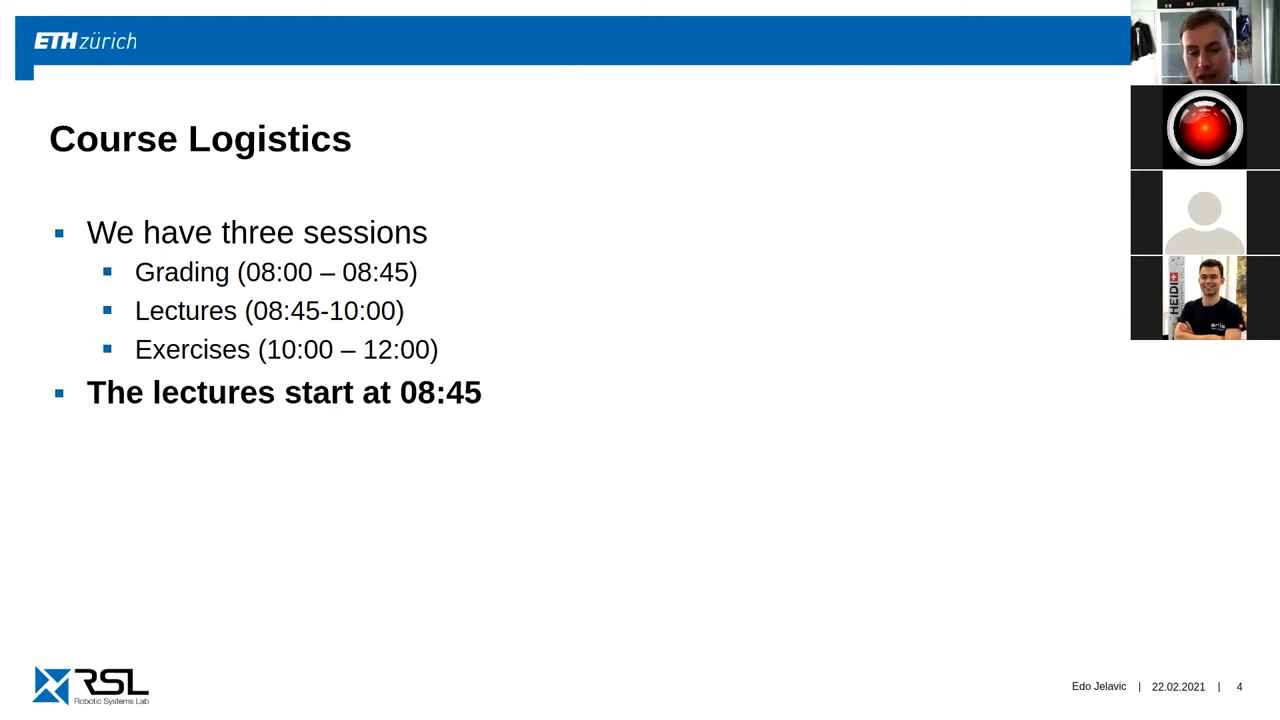 ETH zürich
Course Logistics
We have three sessions
Grading (08:00 – 08:45)
Lectures (08:45-10:00)
Exercises (10:00 – 12:00)
The lectures start at 08:45
HEIDI
RSL
Robotic Systems Lab
Edo Jelavic | 22.02.2021 | 4